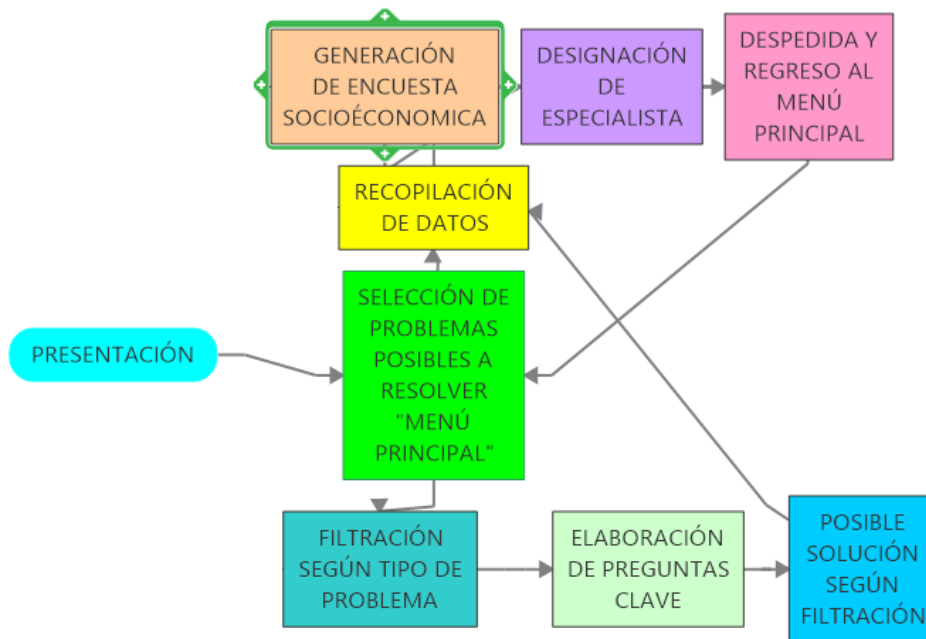 GENERACIÓN
DE ENCUESTA
SOCIOÉCONOMICA
DESIGNACIÓN
DE
ESPECIALISTA
DESPEDIDA Y
REGRESO AL
MENÚ
PRINCIPAL
RECOPILACIÓN
DE DATOS
SELECCIÓN DE
PROBLEMAS
POSIBLES A
RESOLVER
"MENÚ
PRINCIPAL"
PRESENTACIÓN
FILTRACIÓN
SEGÚN TIPO DE
PROBLEMA
ELABORACIÓN
DE PREGUNTAS
CLAVE
POSIBLE
SOLUCIÓN
SEGÚN
FILTRACIÓN